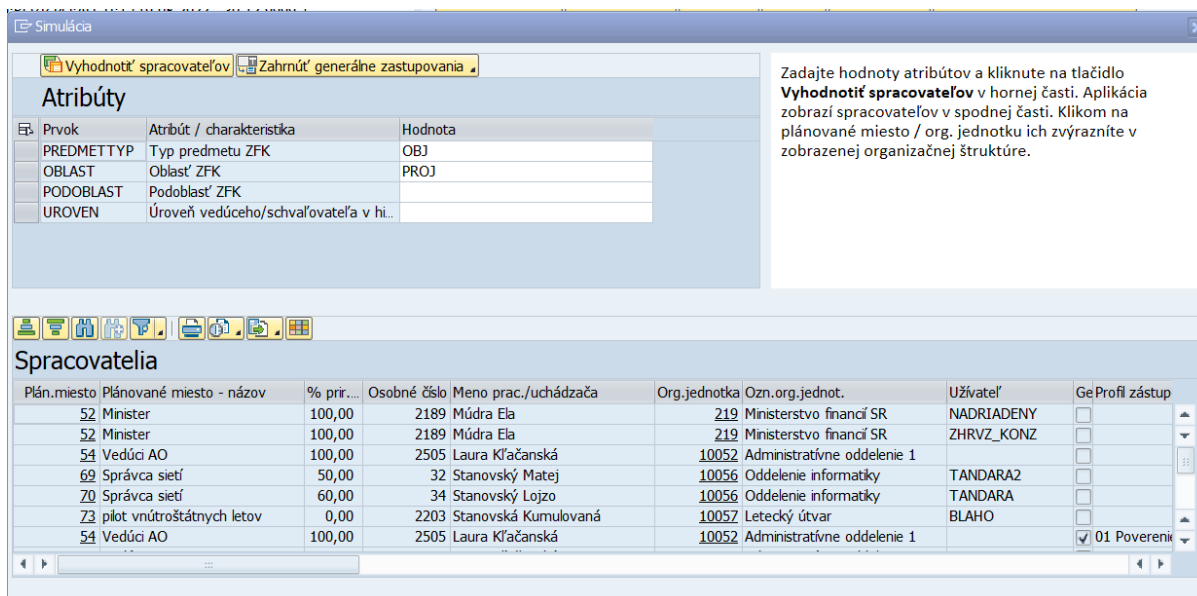 Simulácia
Vyhodnotiť spracovateľov Zahrnúť generálne zastupovania
Atribúty
Prvok Atribút / charakteristika Hodnota
PREDMETTYP Typ predmetu ZFK OBJ
OBLAST Oblasť ZFK PROJ
PODOBLAST Podoblasť ZFK
UROVEN Úroveň vedúceho/schvaľovateľa v hi...
Zadajte hodnoty atribútov a kliknute na tlačidlo
Vyhodnotiť spracovateľov v hornej časti. Aplikácia
zobrazí spracovateľov v spodnej časti. Klikom na
plánované miesto / org. jednotku ich zvýrazníte v
zobrazenej organizačnej štruktúre.
Spracovatelia
Plán.miesto Plánované miesto - názov % prir.... Osobné číslo Meno prac./uchádzača Org.jednotka Ozn.org.jednot. Užívateľ Ge Profil zástup
52 Minister 100,00 2189 Múdra Ela 219 Ministerstvo financií SR NADRIADENY
52 Minister 100,00 2189 Múdra Ela 219 Ministerstvo financií SR ZHRVZ_KONZ
54 Vedúci AO 100,00 2505 Laura Kľačanská 10052 Administratívne oddelenie 1
69 Správca sietí 50,00 32 Stanovský Matej 10056 Oddelenie informatiky TANDARA2
70 Správca sietí 60,00 34 Stanovský Lojzo 10056 Oddelenie informatiky TANDARA
73 pilot vnútroštátnych letov 0,00 2203 Stanovská Kumulovaná 10057 Letecký útvar BLAHO
54 Vedúci AO 100,00 2505 Laura Kľačanská 10052 Administratívne oddelenie 1 01 Povereni